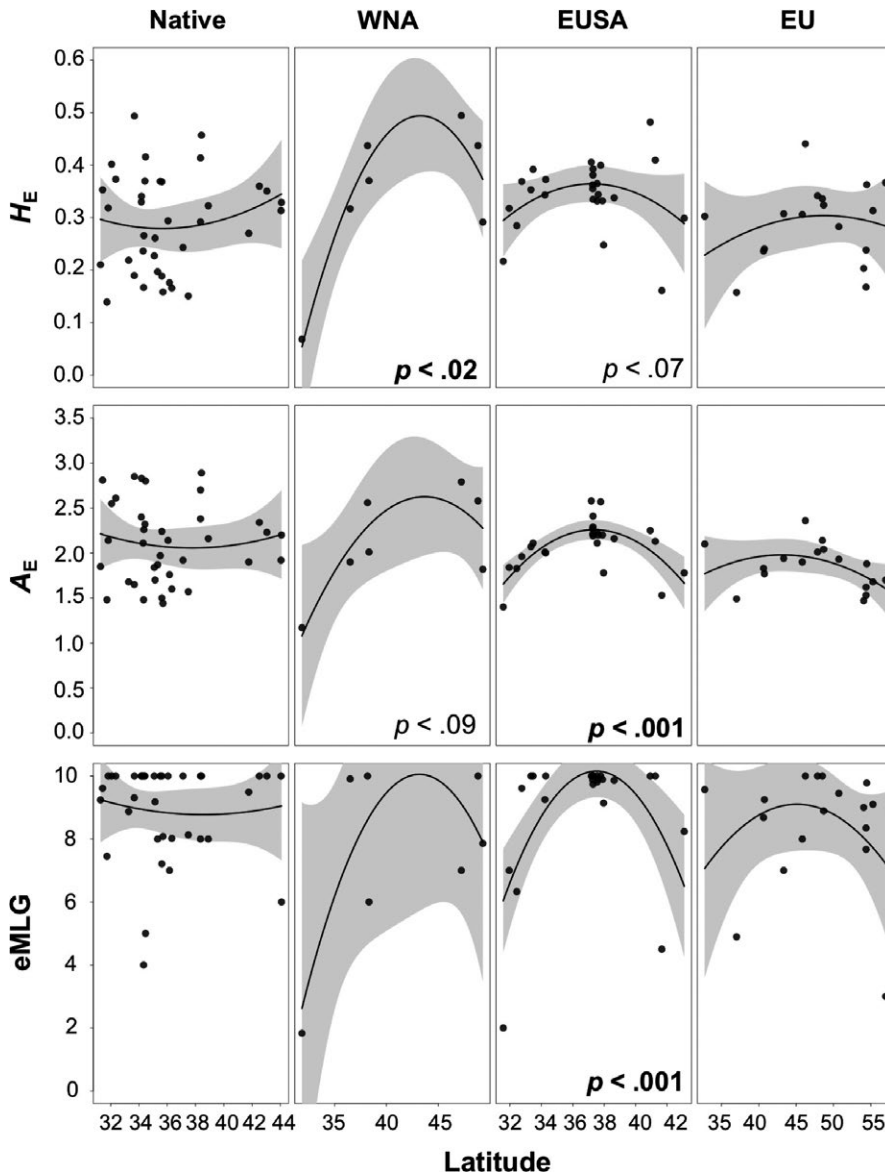 Native WNA EUSA EU
H_E
0.6
0.5
0.4
0.3
0.2
0.1
0.0
p < .02
p < .07
A_E
3.5
3.0
2.5
2.0
1.5
1.0
0.5
0.0
p < .09
p < .001
eMLG
10
8
6
4
2
0
p < .001
32 34 36 38 40 42 44 35 40 45 32 34 36 38 40 42 35 40 45 50 55
Latitude